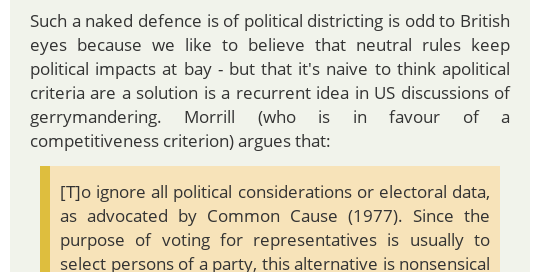 Such a naked defence is of political districting is odd to British
eyes because we like to believe that neutral rules keep
political impacts at bay - but that it's naive to think apolitical
criteria are a solution is a recurrent idea in US discussions of
gerrymandering. Morrill (who is in favour of a
competitiveness criterion) argues that:
[T]o ignore all political considerations or electoral data,
as advocated by Common Cause (1977). Since the
purpose of voting for representatives is usually to
select persons of a party, this alternative is nonsensical